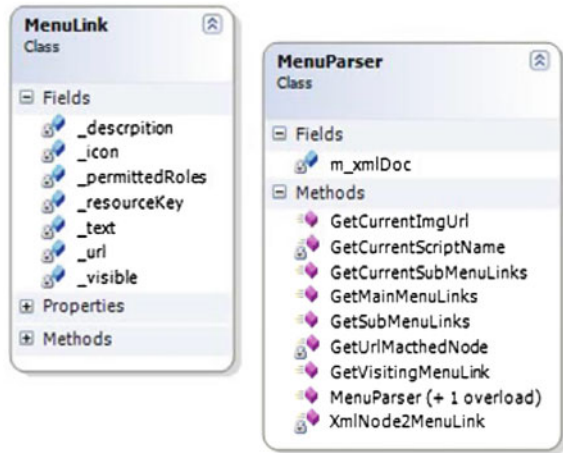 MenuLink
Class
Fields
_descrpition
_icon
_permittedRoles
_resourceKey
_text
_url
_visible
Properties
Methods
MenuParser
Class
Fields
m_xmlDoc
Methods
GetCurrentImgUrl
GetCurrentScriptName
GetCurrentSubMenuLinks
GetMainMenuLinks
GetSubMenuLinks
GetUrlMacthedNode
GetVisitingMenuLink
MenuParser (+ 1 overload)
XmlNode2MenuLink